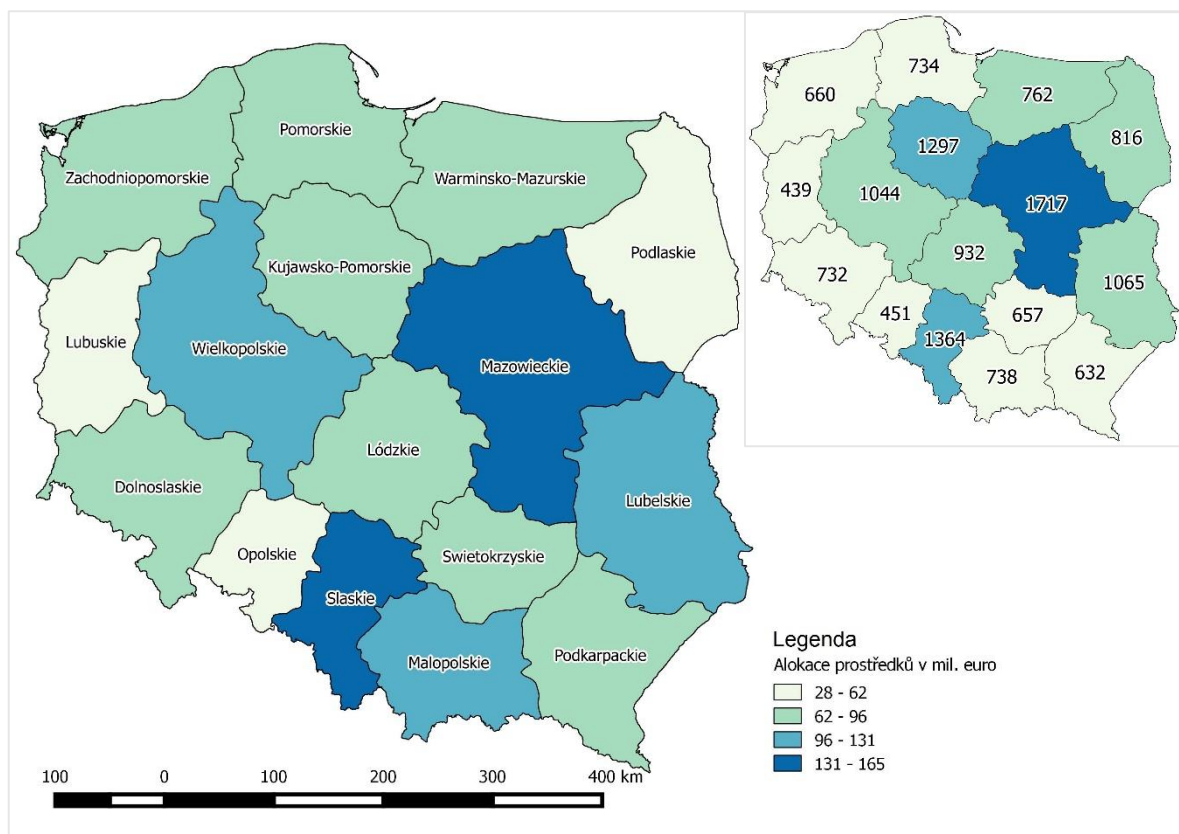 Pomorskie
Zachodniopomorskie
Warminsko-Mazurskie
Podlaskie
Kujawsko-Pomorskie
Lubuskie
Wielkopolskie
Mazowieckie
Lódzkie
Dolnoslaskie
Lubelskie
Opolskie
Swietokrzyskie
Slaskie
Malopolskie
Podkarpackie
734
660
762
816
1297
439
1044
1717
932
732
1065
451
657
1364
738
632
Legenda
Alokace prostředků v mil. euro
28 - 62
62 - 96
96 - 131
131 - 165
100 0 100 200 300 400 km